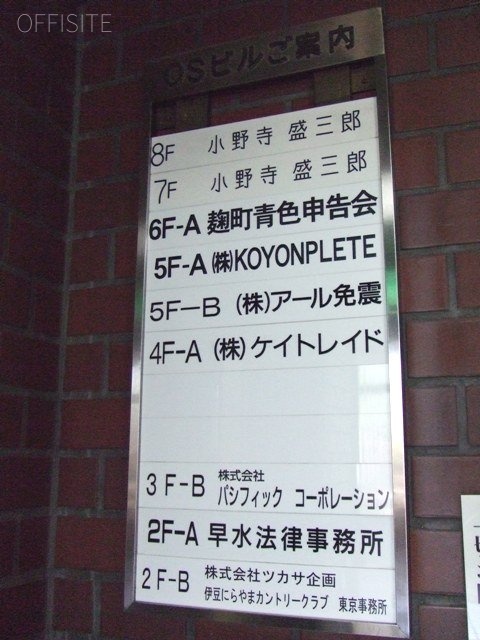 OFFISITE
OSビルご案内
8F 小野寺 盛三郎
7F 小野寺 盛三郎
6F-A 麹町青色申告会
5F-A (株)KOYONPLETE
5F-B (株)アール免震
4F-A (株)ケイトレイド
3F-B 株式会社
パシフィック コーポレーション
2F-A 早水法律事務所
2F-B 株式会社ツカサ企画
伊豆にらやまカントリークラブ 東京事務所